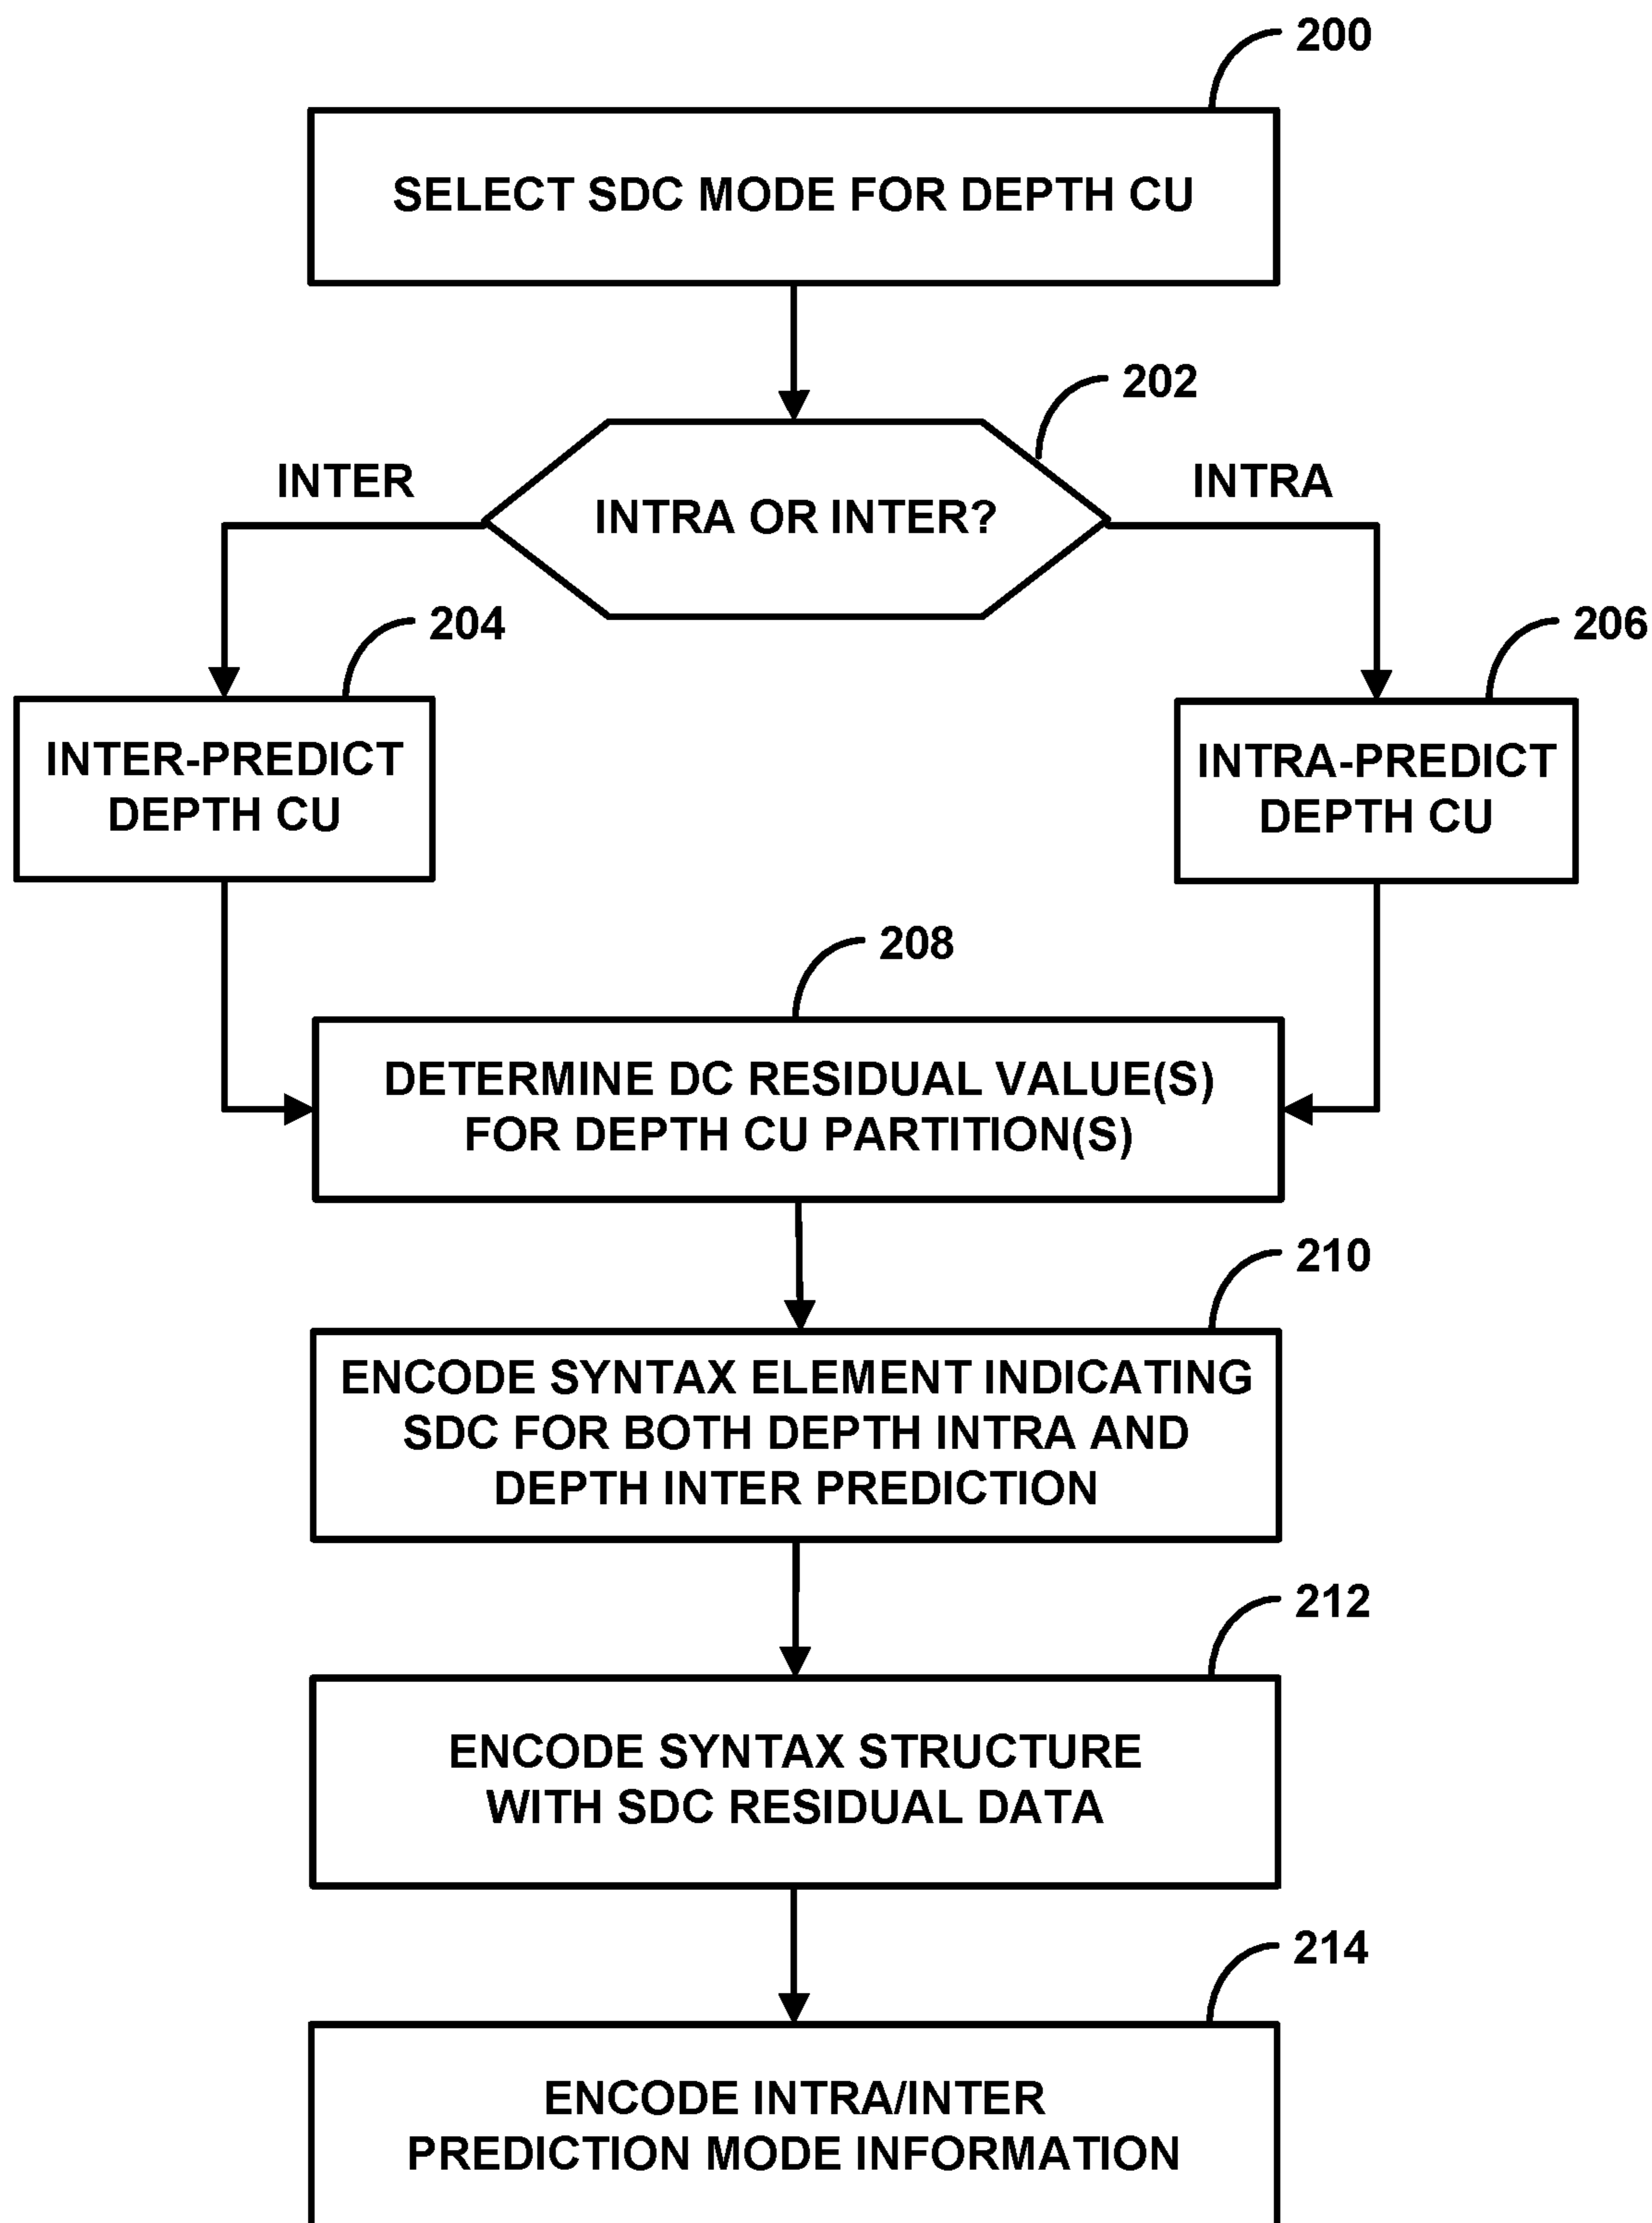 200
SELECT SDC MODE FOR DEPTH CU
202
INTER
INTRA
INTRA OR INTER?
204
206
INTER-PREDICT
DEPTH CU
INTRA-PREDICT
DEPTH CU
208
DETERMINE DC RESIDUAL VALUE(S)
FOR DEPTH CU PARTITION(S)
210
ENCODE SYNTAX ELEMENT INDICATING
SDC FOR BOTH DEPTH INTRA AND
DEPTH INTER PREDICTION
212
ENCODE SYNTAX STRUCTURE
WITH SDC RESIDUAL DATA
214
ENCODE INTRA/INTER
PREDICTION MODE INFORMATION